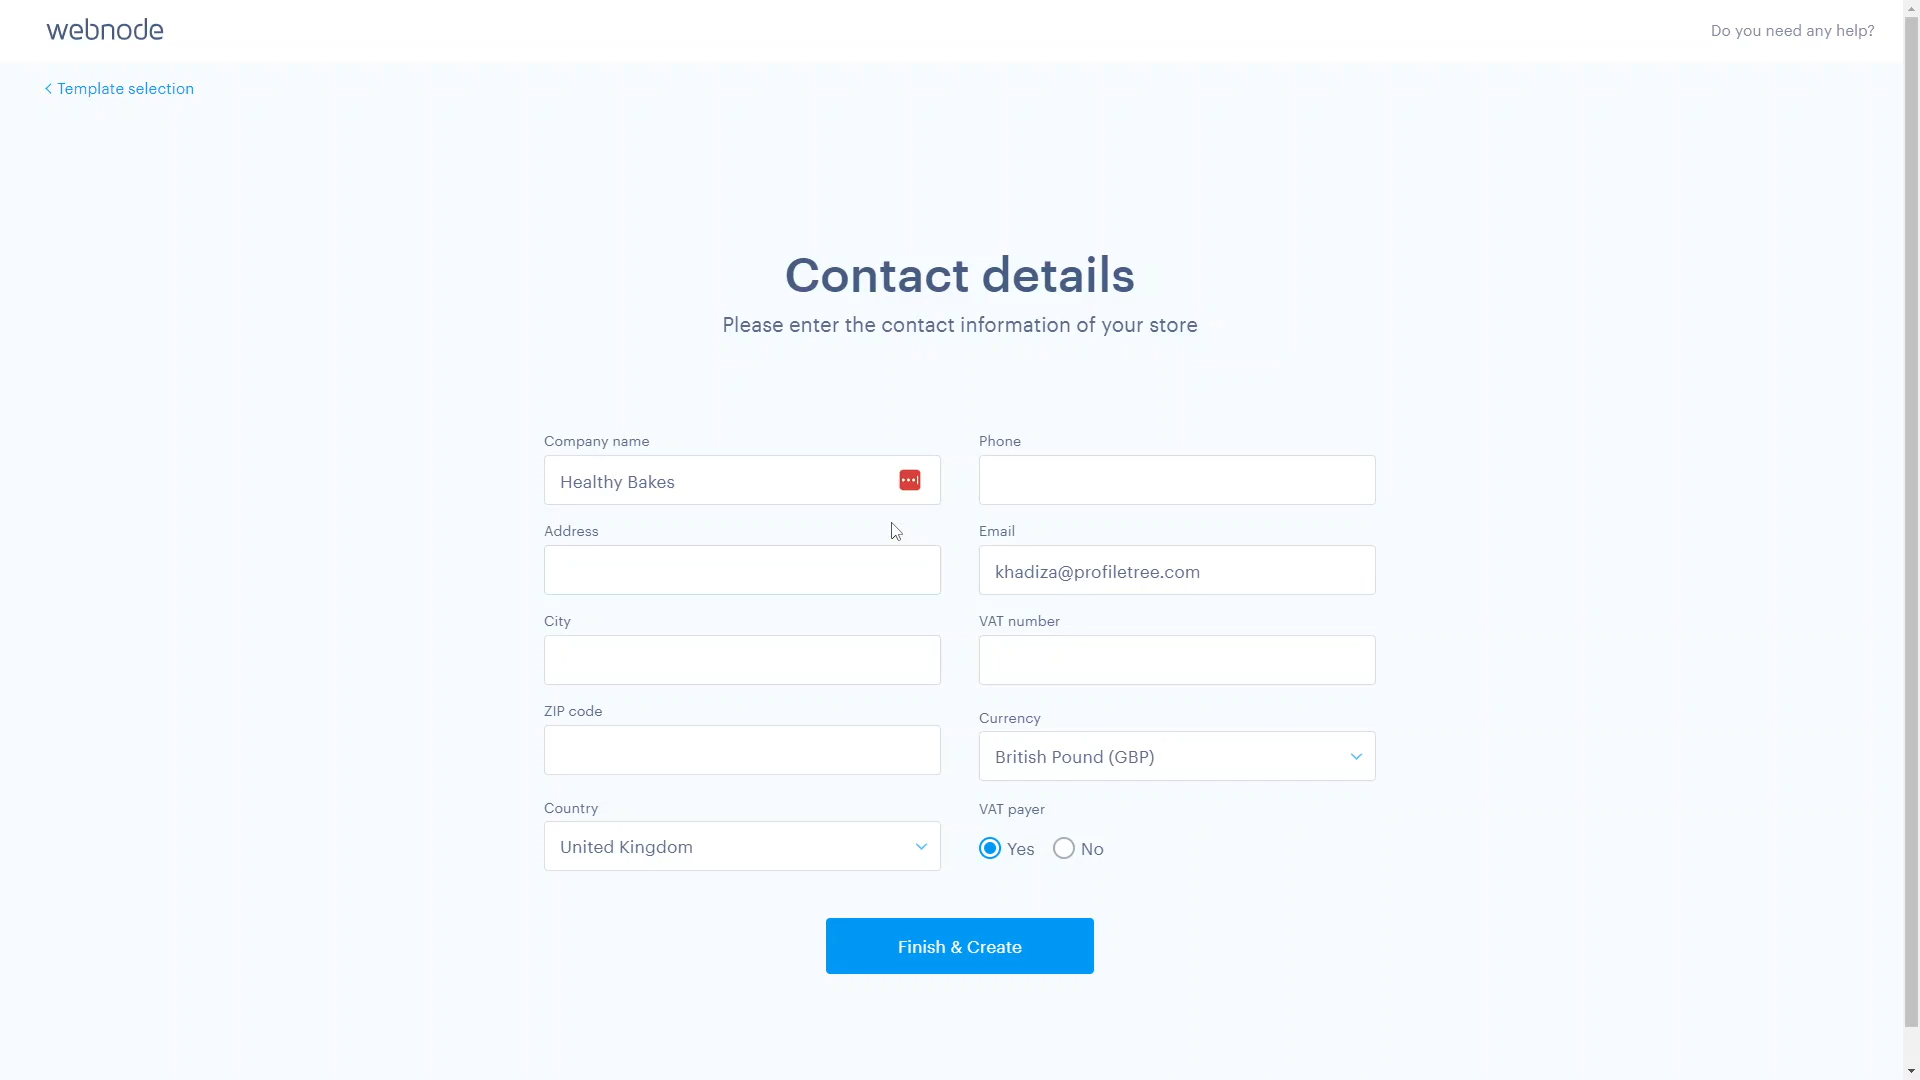 webnode
Do you need any help?
Template selection
Contact details
Please enter the contact information of your store
Company name
Healthy Bakes
Phone
Address
Email
khadiza@profiletree.com
City
VAT number
ZIP code
Currency
British Pound (GBP)
Country
United Kingdom
VAT payer
Yes
No
Finish & Create